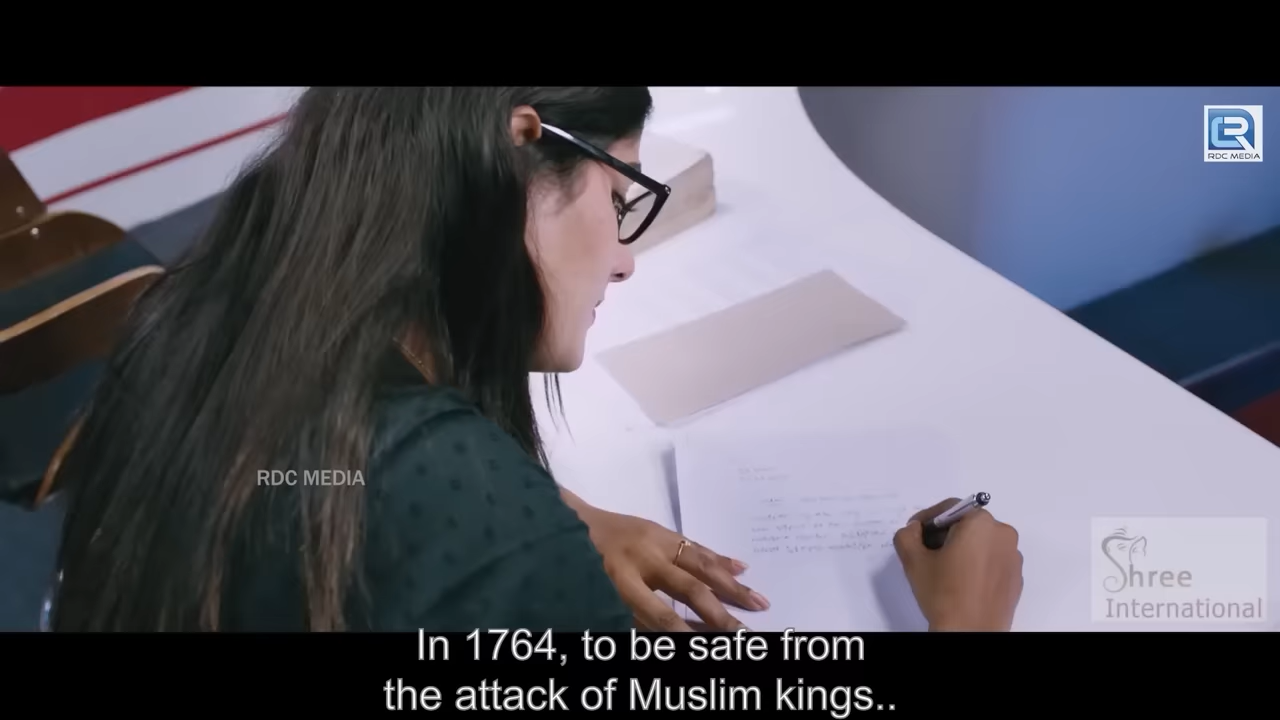 RDC MEDIA
RDC MEDIA
Shree
International
In 1764, to be safe from
the attack of Muslim kings..